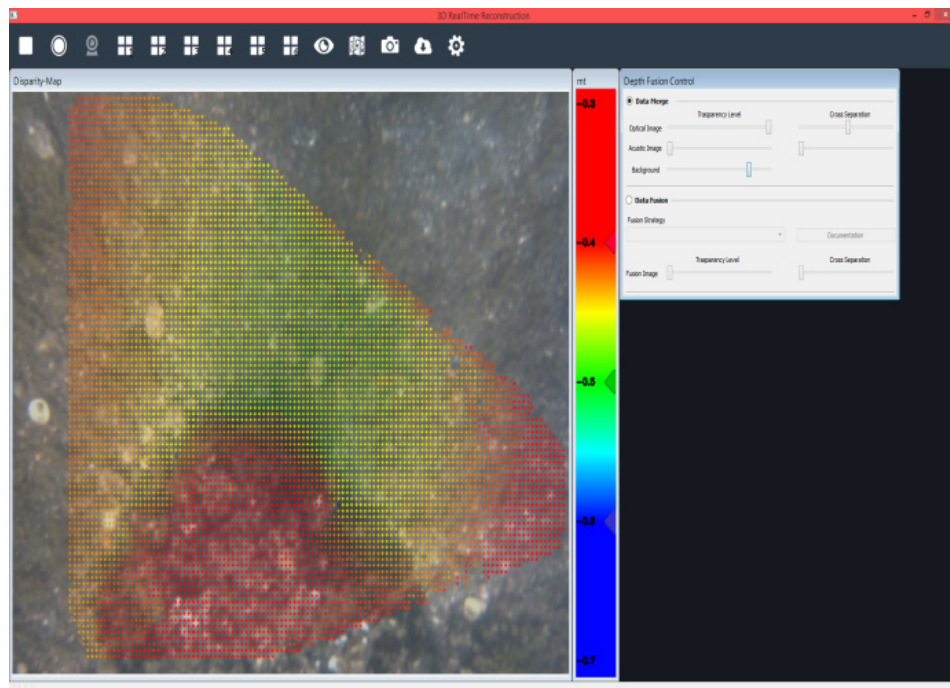 3D RealTime Reconstruction
Disparity-Map
mt
-0.3
-0.4
-0.5
-0.6
-0.7
Depth Fusion Control
Data Merge
Trasparency Level Cross Separation
Optical Image
Acustic Image
Background
Data Fusion
Fusion Strategy
Documentation
Trasparency Level Cross Separation
Fusion Image